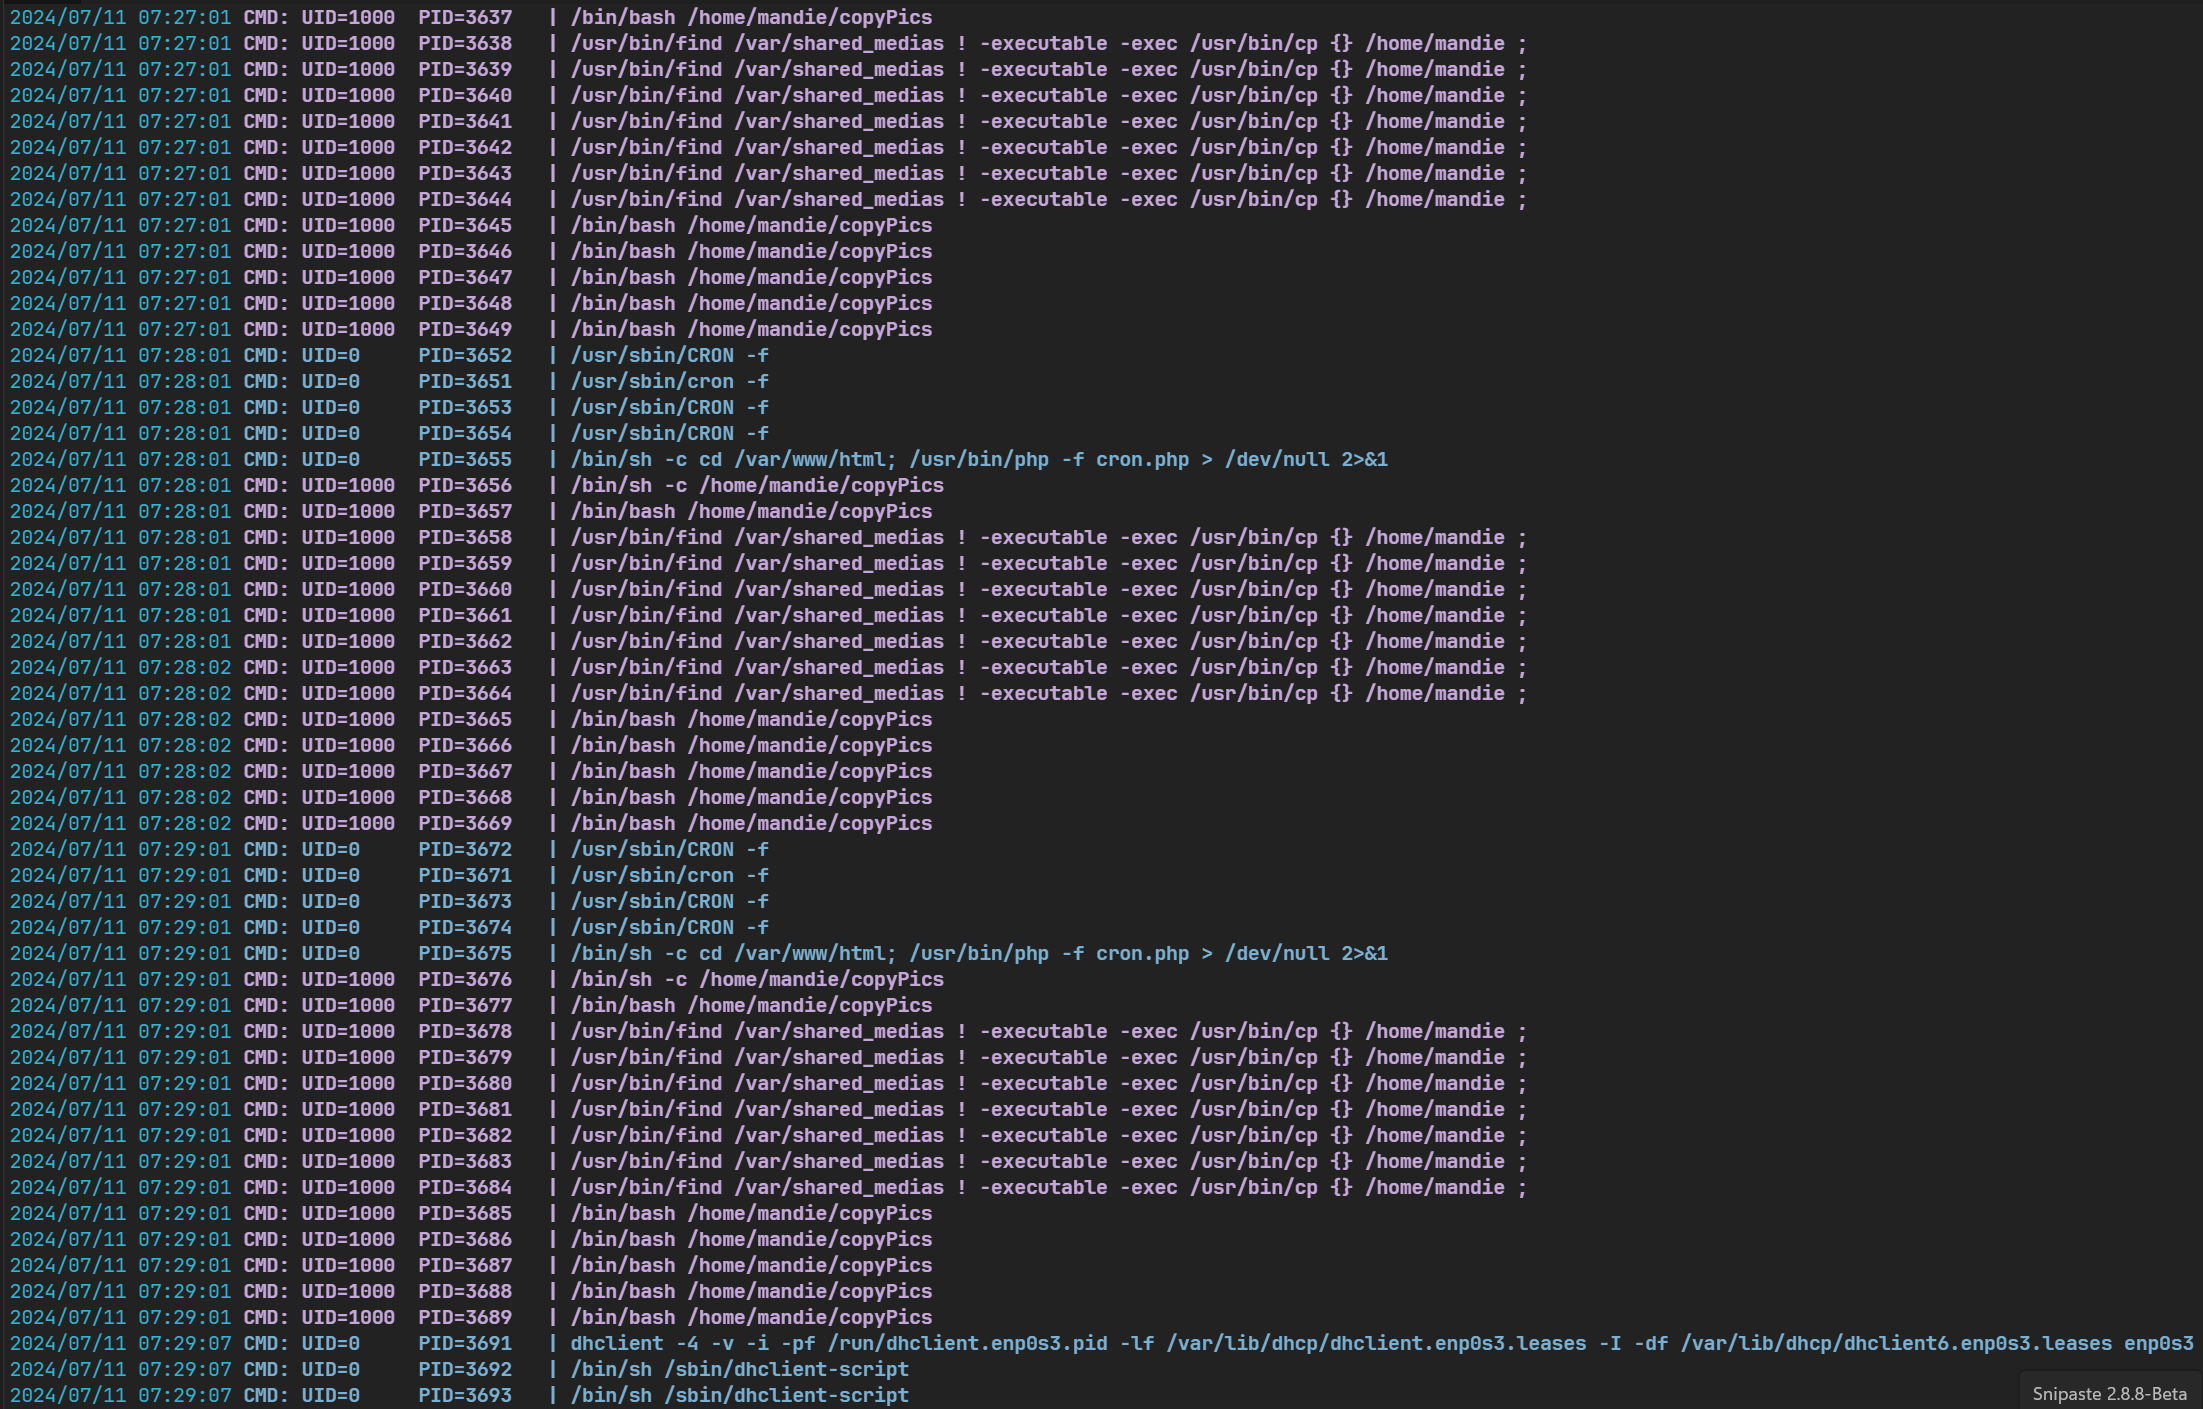 2024/07/11 07:27:01 CMD: UID=1000  PID=3637   | /bin/bash /home/mandie/copyPics
2024/07/11 07:27:01 CMD: UID=1000  PID=3638   | /usr/bin/find /var/shared_medias ! -executable -exec /usr/bin/cp {} /home/mandie ;
2024/07/11 07:27:01 CMD: UID=1000  PID=3639   | /usr/bin/find /var/shared_medias ! -executable -exec /usr/bin/cp {} /home/mandie ;
2024/07/11 07:27:01 CMD: UID=1000  PID=3640   | /usr/bin/find /var/shared_medias ! -executable -exec /usr/bin/cp {} /home/mandie ;
2024/07/11 07:27:01 CMD: UID=1000  PID=3641   | /usr/bin/find /var/shared_medias ! -executable -exec /usr/bin/cp {} /home/mandie ;
2024/07/11 07:27:01 CMD: UID=1000  PID=3642   | /usr/bin/find /var/shared_medias ! -executable -exec /usr/bin/cp {} /home/mandie ;
2024/07/11 07:27:01 CMD: UID=1000  PID=3643   | /usr/bin/find /var/shared_medias ! -executable -exec /usr/bin/cp {} /home/mandie ;
2024/07/11 07:27:01 CMD: UID=1000  PID=3644   | /usr/bin/find /var/shared_medias ! -executable -exec /usr/bin/cp {} /home/mandie ;
2024/07/11 07:27:01 CMD: UID=1000  PID=3645   | /bin/bash /home/mandie/copyPics
2024/07/11 07:27:01 CMD: UID=1000  PID=3646   | /bin/bash /home/mandie/copyPics
2024/07/11 07:27:01 CMD: UID=1000  PID=3647   | /bin/bash /home/mandie/copyPics
2024/07/11 07:27:01 CMD: UID=1000  PID=3648   | /bin/bash /home/mandie/copyPics
2024/07/11 07:27:01 CMD: UID=1000  PID=3649   | /bin/bash /home/mandie/copyPics
2024/07/11 07:28:01 CMD: UID=0     PID=3652   | /usr/sbin/CRON -f
2024/07/11 07:28:01 CMD: UID=0     PID=3651   | /usr/sbin/cron -f
2024/07/11 07:28:01 CMD: UID=0     PID=3653   | /usr/sbin/CRON -f
2024/07/11 07:28:01 CMD: UID=0     PID=3654   | /usr/sbin/CRON -f
2024/07/11 07:28:01 CMD: UID=0     PID=3655   | /bin/sh -c cd /var/www/html; /usr/bin/php -f cron.php > /dev/null 2>&1
2024/07/11 07:28:01 CMD: UID=1000  PID=3656   | /bin/sh -c /home/mandie/copyPics
2024/07/11 07:28:01 CMD: UID=1000  PID=3657   | /bin/bash /home/mandie/copyPics
2024/07/11 07:28:01 CMD: UID=1000  PID=3658   | /usr/bin/find /var/shared_medias ! -executable -exec /usr/bin/cp {} /home/mandie ;
2024/07/11 07:28:01 CMD: UID=1000  PID=3659   | /usr/bin/find /var/shared_medias ! -executable -exec /usr/bin/cp {} /home/mandie ;
2024/07/11 07:28:01 CMD: UID=1000  PID=3660   | /usr/bin/find /var/shared_medias ! -executable -exec /usr/bin/cp {} /home/mandie ;
2024/07/11 07:28:01 CMD: UID=1000  PID=3661   | /usr/bin/find /var/shared_medias ! -executable -exec /usr/bin/cp {} /home/mandie ;
2024/07/11 07:28:01 CMD: UID=1000  PID=3662   | /usr/bin/find /var/shared_medias ! -executable -exec /usr/bin/cp {} /home/mandie ;
2024/07/11 07:28:02 CMD: UID=1000  PID=3663   | /usr/bin/find /var/shared_medias ! -executable -exec /usr/bin/cp {} /home/mandie ;
2024/07/11 07:28:02 CMD: UID=1000  PID=3664   | /usr/bin/find /var/shared_medias ! -executable -exec /usr/bin/cp {} /home/mandie ;
2024/07/11 07:28:02 CMD: UID=1000  PID=3665   | /bin/bash /home/mandie/copyPics
2024/07/11 07:28:02 CMD: UID=1000  PID=3666   | /bin/bash /home/mandie/copyPics
2024/07/11 07:28:02 CMD: UID=1000  PID=3667   | /bin/bash /home/mandie/copyPics
2024/07/11 07:28:02 CMD: UID=1000  PID=3668   | /bin/bash /home/mandie/copyPics
2024/07/11 07:28:02 CMD: UID=1000  PID=3669   | /bin/bash /home/mandie/copyPics
2024/07/11 07:29:01 CMD: UID=0     PID=3672   | /usr/sbin/CRON -f
2024/07/11 07:29:01 CMD: UID=0     PID=3671   | /usr/sbin/cron -f
2024/07/11 07:29:01 CMD: UID=0     PID=3673   | /usr/sbin/CRON -f
2024/07/11 07:29:01 CMD: UID=0     PID=3674   | /usr/sbin/CRON -f
2024/07/11 07:29:01 CMD: UID=0     PID=3675   | /bin/sh -c cd /var/www/html; /usr/bin/php -f cron.php > /dev/null 2>&1
2024/07/11 07:29:01 CMD: UID=1000  PID=3676   | /bin/sh -c /home/mandie/copyPics
2024/07/11 07:29:01 CMD: UID=1000  PID=3677   | /bin/bash /home/mandie/copyPics
2024/07/11 07:29:01 CMD: UID=1000  PID=3678   | /usr/bin/find /var/shared_medias ! -executable -exec /usr/bin/cp {} /home/mandie ;
2024/07/11 07:29:01 CMD: UID=1000  PID=3679   | /usr/bin/find /var/shared_medias ! -executable -exec /usr/bin/cp {} /home/mandie ;
2024/07/11 07:29:01 CMD: UID=1000  PID=3680   | /usr/bin/find /var/shared_medias ! -executable -exec /usr/bin/cp {} /home/mandie ;
2024/07/11 07:29:01 CMD: UID=1000  PID=3681   | /usr/bin/find /var/shared_medias ! -executable -exec /usr/bin/cp {} /home/mandie ;
2024/07/11 07:29:01 CMD: UID=1000  PID=3682   | /usr/bin/find /var/shared_medias ! -executable -exec /usr/bin/cp {} /home/mandie ;
2024/07/11 07:29:01 CMD: UID=1000  PID=3683   | /usr/bin/find /var/shared_medias ! -executable -exec /usr/bin/cp {} /home/mandie ;
2024/07/11 07:29:01 CMD: UID=1000  PID=3684   | /usr/bin/find /var/shared_medias ! -executable -exec /usr/bin/cp {} /home/mandie ;
2024/07/11 07:29:01 CMD: UID=1000  PID=3685   | /bin/bash /home/mandie/copyPics
2024/07/11 07:29:01 CMD: UID=1000  PID=3686   | /bin/bash /home/mandie/copyPics
2024/07/11 07:29:01 CMD: UID=1000  PID=3687   | /bin/bash /home/mandie/copyPics
2024/07/11 07:29:01 CMD: UID=1000  PID=3688   | /bin/bash /home/mandie/copyPics
2024/07/11 07:29:01 CMD: UID=1000  PID=3689   | /bin/bash /home/mandie/copyPics
2024/07/11 07:29:07 CMD: UID=0     PID=3691   | dhclient -4 -v -i -pf /run/dhclient.enp0s3.pid -lf /var/lib/dhcp/dhclient.enp0s3.leases -I -df /var/lib/dhcp/dhclient6.enp0s3.leases enp0s3
2024/07/11 07:29:07 CMD: UID=0     PID=3692   | /bin/sh /sbin/dhclient-script
2024/07/11 07:29:07 CMD: UID=0     PID=3693   | /bin/sh /sbin/dhclient-script
Snipaste 2.8.8-Beta